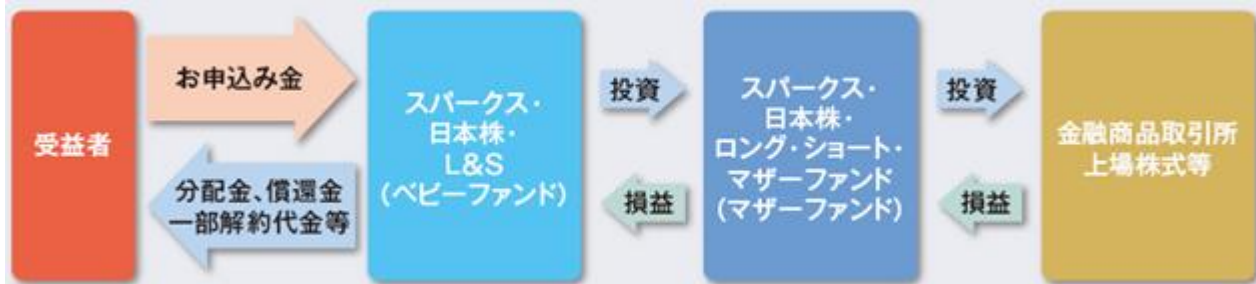 受益者
お申込み金
分配金、償還金
一部解約代金等
スパークス・
日本株・
L&S
(ベビーファンド)
投資
損益
スパークス・
日本株・
ロング・ショート・
マザーファンド
(マザーファンド)
投資
損益
金融商品取引所
上場株式等